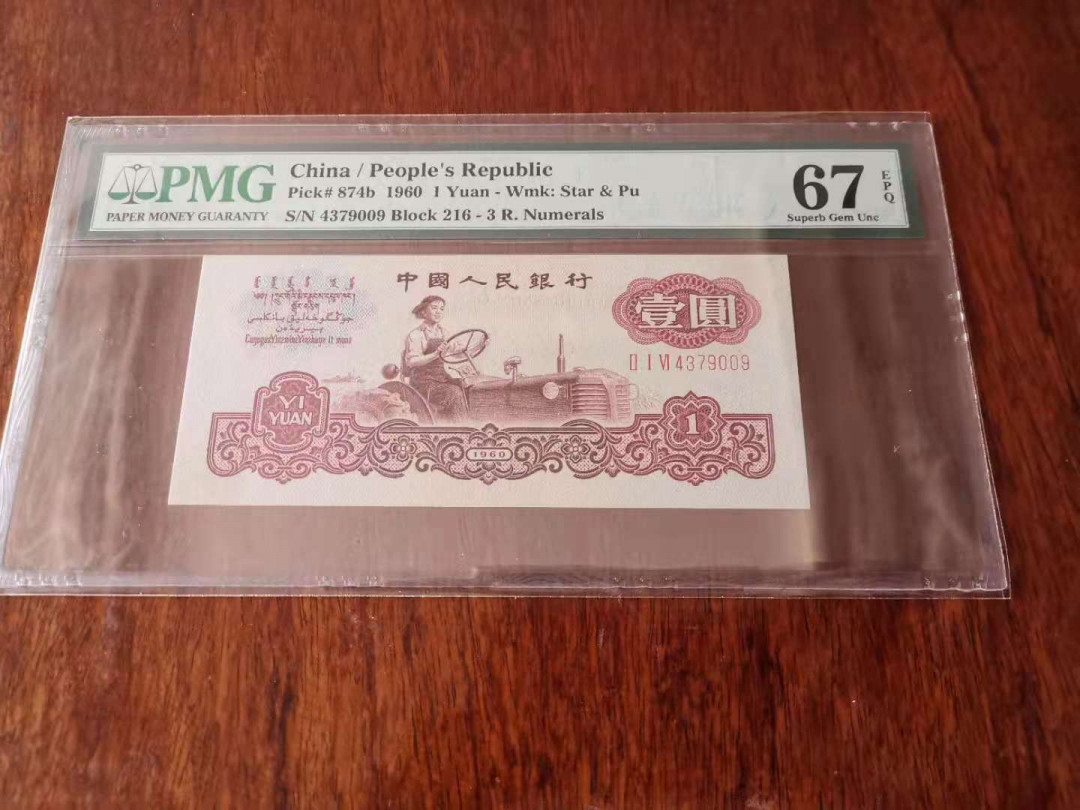 PMG
PAPER MONEY GUARANTY
China / People's Republic
Pick# 874b 1960 1 Yuan - Wmk: Star & Pu
S/N 4379009 Block 216 - 3 R. Numerals
67
EPQ
Superb Gem Unc
中國人民銀行
壹圓
II I VI 4379009
YI
YUAN
1960
1